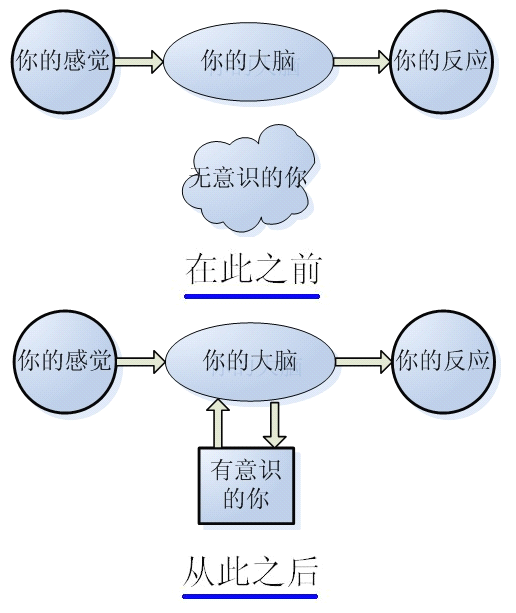 你的感觉
你的大脑
你的反应
无意识的你
在此之前
你的感觉
你的大脑
你的反应
有意识
的你
从此之后